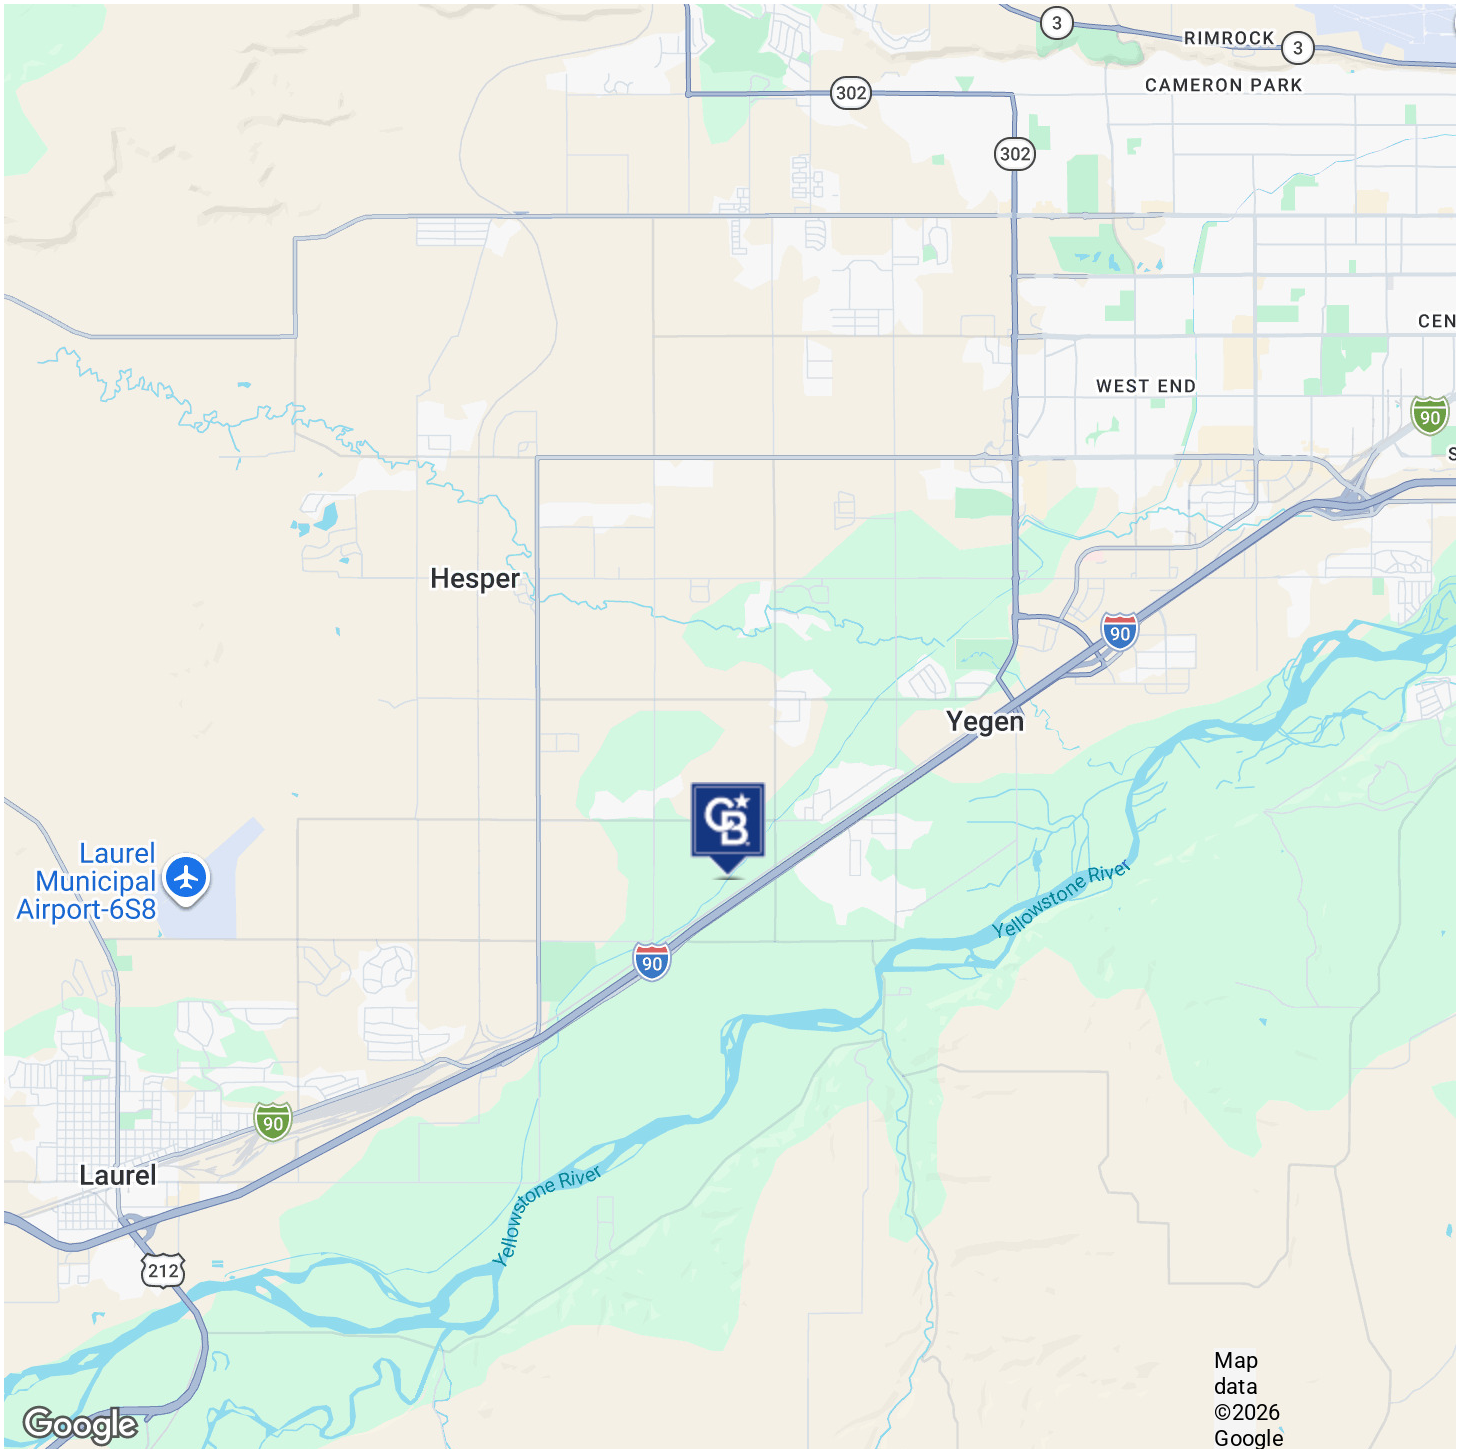 3
RIMROCK
3
CAMERON PARK
302
302
CEN
WEST END
90
S
Hesper
90
Yegen
CB
Laurel
Municipal
Airport-6S8
Yellowstone River
90
90
Laurel
Yellowstone River
212
Map
data
©2026
Google
Google